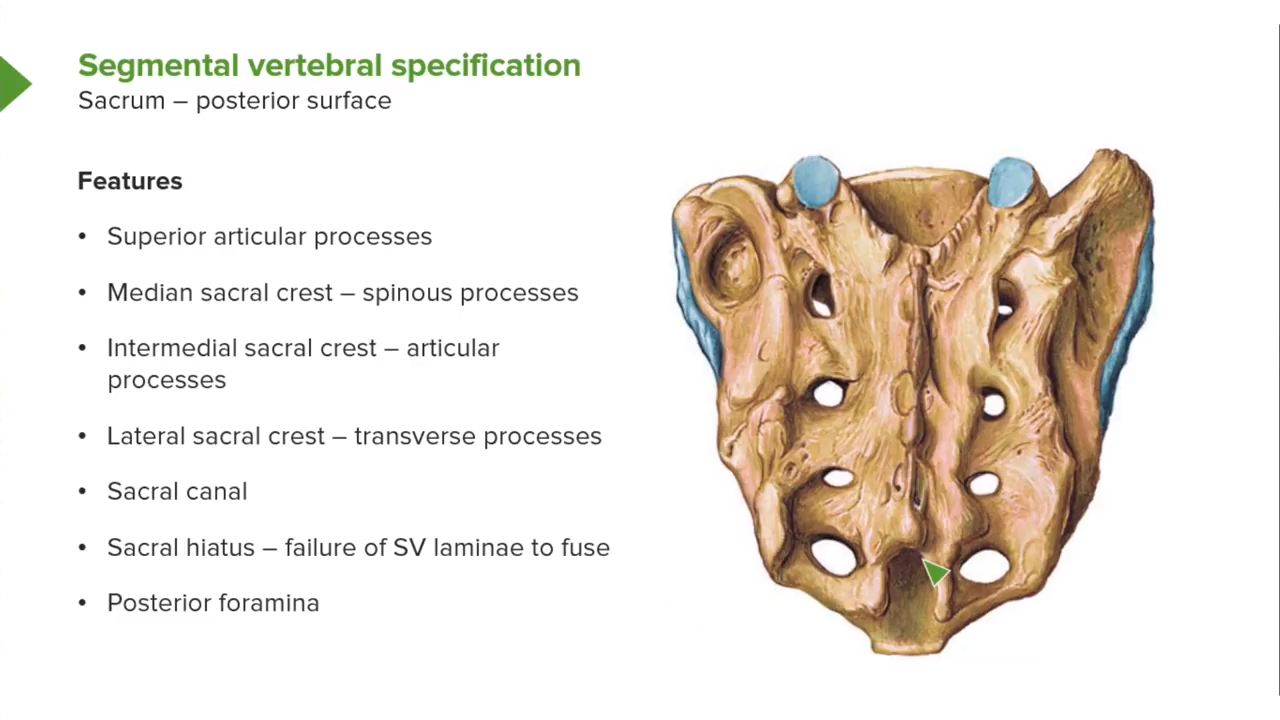 Segmental vertebral specification
Sacrum – posterior surface
Features
• Superior articular processes
• Median sacral crest – spinous processes
• Intermedial sacral crest – articular
processes
• Lateral sacral crest – transverse processes
• Sacral canal
• Sacral hiatus – failure of SV laminae to fuse
• Posterior foramina